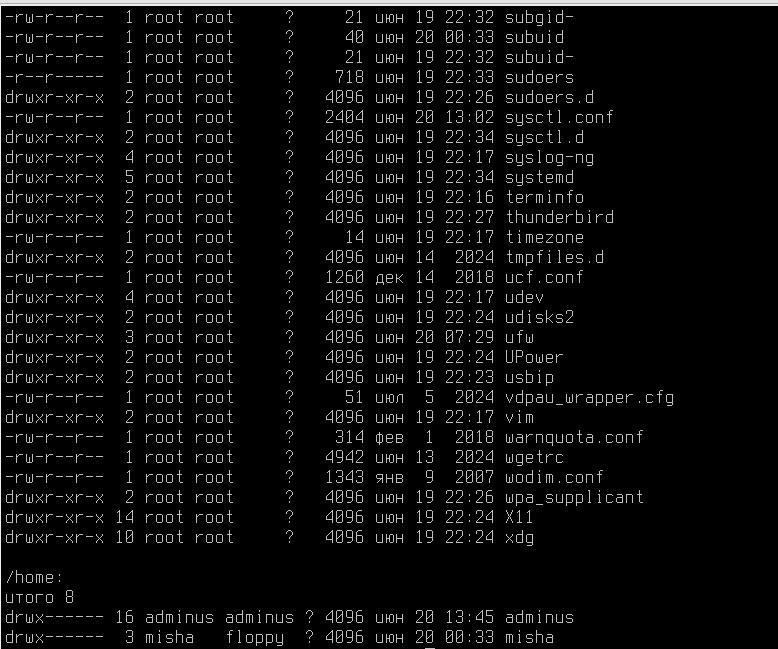 -rw-r--r--  1 root root     ?     21 июн 19 22:32 subgid-
-rw-r--r--  1 root root     ?     40 июн 20 00:33 subuid
-rw-r--r--  1 root root     ?     21 июн 19 22:32 subuid-
-r--r-----  1 root root     ?    718 июн 19 22:33 sudoers
drwxr-xr-x  2 root root     ?   4096 июн 19 22:26 sudoers.d
-rw-r--r--  1 root root     ?   2404 июн 20 13:02 sysctl.conf
drwxr-xr-x  2 root root     ?   4096 июн 19 22:34 sysctl.d
drwxr-xr-x  4 root root     ?   4096 июн 19 22:17 syslog-ng
drwxr-xr-x  5 root root     ?   4096 июн 19 22:34 systemd
drwxr-xr-x  2 root root     ?   4096 июн 19 22:16 terminfo
drwxr-xr-x  2 root root     ?   4096 июн 19 22:27 thunderbird
-rw-r--r--  1 root root     ?     14 июн 19 22:17 timezone
drwxr-xr-x  2 root root     ?   4096 июн 14  2024 tmpfiles.d
-rw-r--r--  1 root root     ?   1260 дек 14  2018 ucf.conf
drwxr-xr-x  4 root root     ?   4096 июн 19 22:17 udev
drwxr-xr-x  2 root root     ?   4096 июн 19 22:24 udisks2
drwxr-xr-x  3 root root     ?   4096 июн 20 07:29 ufw
drwxr-xr-x  2 root root     ?   4096 июн 19 22:24 UPower
drwxr-xr-x  2 root root     ?   4096 июн 19 22:23 usbip
-rw-r--r--  1 root root     ?     51 июл  5  2024 vdpau_wrapper.cfg
drwxr-xr-x  2 root root     ?   4096 июн 19 22:17 vim
-rw-r--r--  1 root root     ?    314 фев  1  2018 warnquota.conf
-rw-r--r--  1 root root     ?   4942 июн 13  2024 wgetrc
-rw-r--r--  1 root root     ?   1343 янв  9  2007 wodim.conf
drwxr-xr-x  2 root root     ?   4096 июн 19 22:26 wpa_supplicant
drwxr-xr-x 14 root root     ?   4096 июн 19 22:24 X11
drwxr-xr-x 10 root root     ?   4096 июн 19 22:24 xdg
/home:
итого 8
drwx------ 16 adminus adminus ? 4096 июн 20 13:45 adminus
drwx------  3 misha   floppy  ? 4096 июн 20 00:33 misha